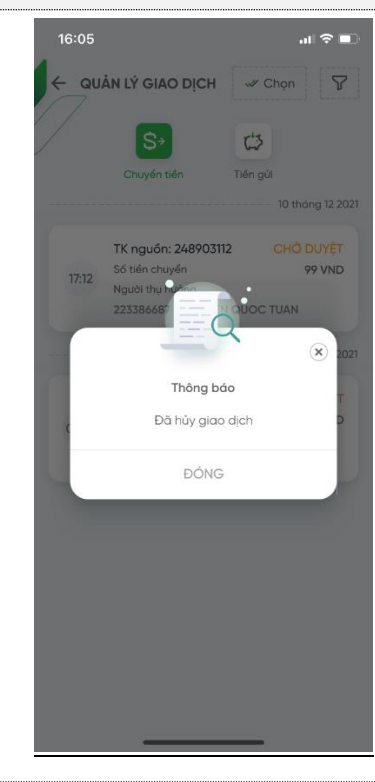 16:05
QUẢN LÝ GIAO DỊCH Chọn
Chuyển tiền Tiền gửi
10 tháng 12 2021
TK nguồn: 248903112 CHỜ DUYỆT
17:12 Số tiền chuyển 99 VND
Người thụ hưởng
22338668 QUOC TUAN
2021
Thông báo
Đã hủy giao dịch
ĐÓNG